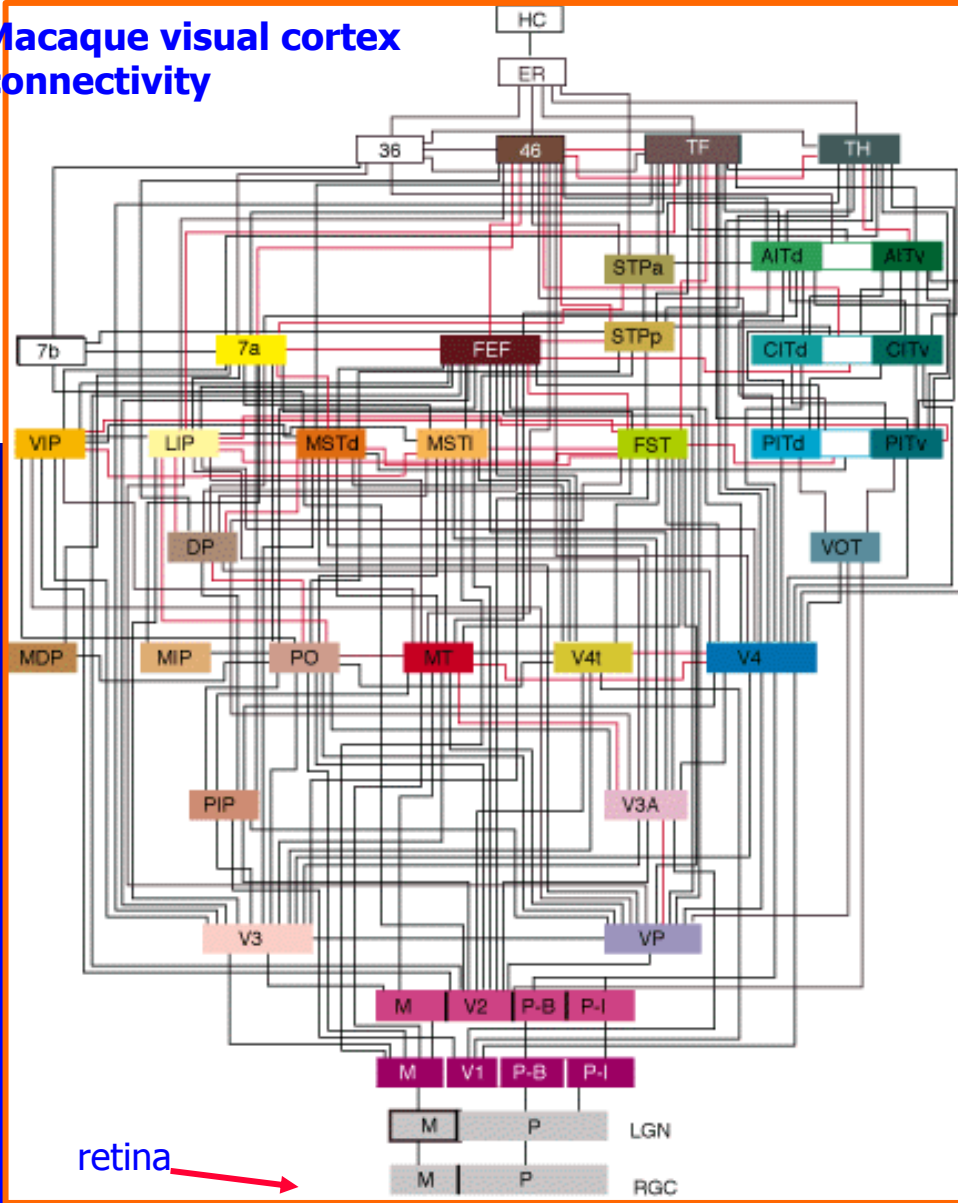 Macaque visual cortex
connectivity
HC
ER
36 46 TF TH
STPa AITd AITv
7b 7a FEF STPp CITd CITv
VIP LIP MSTd MSTl FST PITd PITv
DP VOT
MDP MIP PO MT V4t V4
PIP V3A
V3 VP
M V2 P-B P-I
M V1 P-B P-I
M P LGN
retina
M P RGC